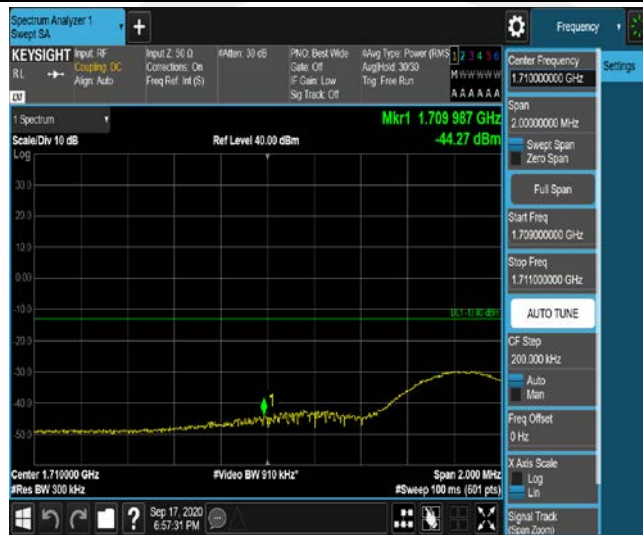 Spectrum Analyzer 1
Swept SA
Frequency
KEYSIGHT
RL
Input: RF
Coupling: DC
Align: Auto
Input Z: 50 Ω
Corrections: On
Freq Ref: Int (S)
#Atten: 30 dB
PNO: Best Wide
Gate: Off
IF Gain: Low
Sig Track: Off
#Avg Type: Power (RMS
Avg|Hold: 30/30
Trig: Free Run
1 2 3 4 5 6
M W W W W W
A A A A A A
1 Spectrum
Scale/Div 10 dB
Ref Level 40.00 dBm
Mkr1 1.709 987 GHz
-44.27 dBm
Log
30.0
20.0
10.0
0.00
-10.0
-20.0
-30.0
-40.0
-50.0
DL1 -13.00 dBm
1
Center 1.710000 GHz
#Video BW 910 kHz*
Span 2.000 MHz
#Res BW 300 kHz
#Sweep 100 ms (601 pts)
Sep 17, 2020
6:57:31 PM
Center Frequency
1.710000000 GHz
Settings
Span
2.00000000 MHz
Swept Span
Zero Span
Full Span
Start Freq
1.709000000 GHz
Stop Freq
1.711000000 GHz
AUTO TUNE
CF Step
200.000 kHz
Auto
Man
Freq Offset
0 Hz
X Axis Scale
Log
Lin
Signal Track
(Span Zoom)